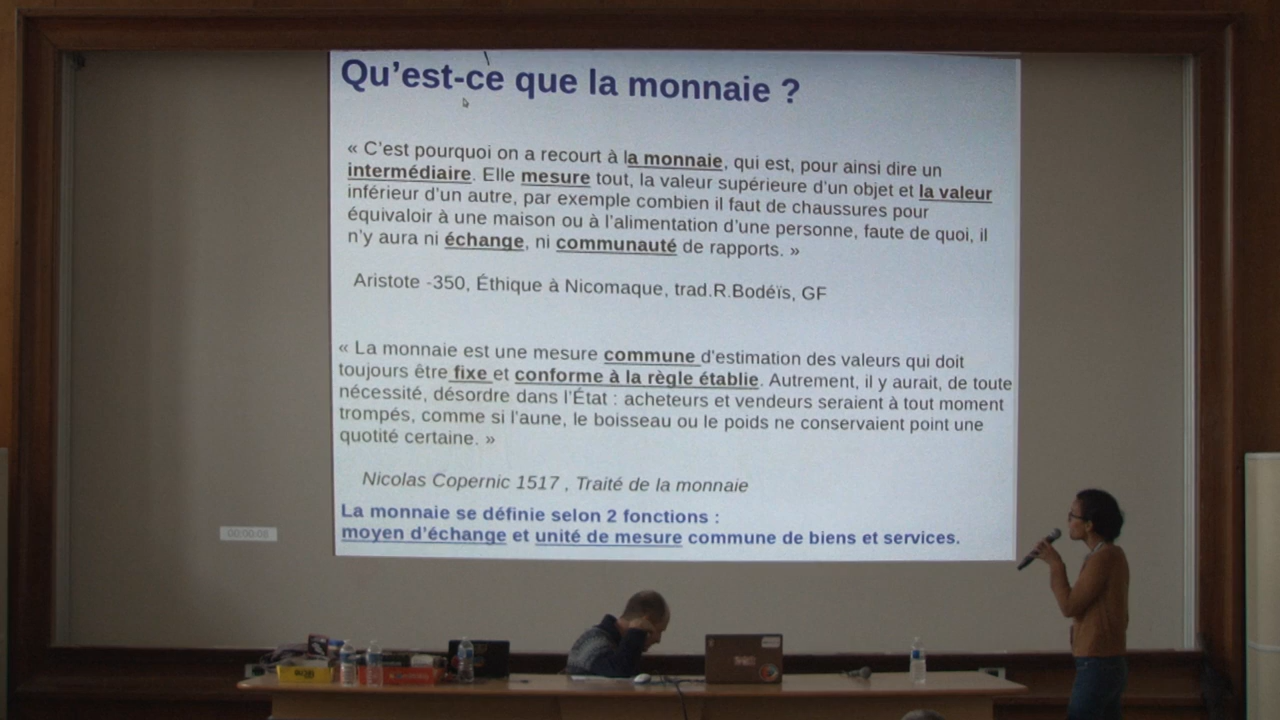 Qu'est-ce que la monnaie ?
« C'est pourquoi on a recourt à la monnaie, qui est, pour ainsi dire un
intermédiaire. Elle mesure tout, la valeur supérieure d'un objet et la valeur
inférieur d'un autre, par exemple combien il faut de chaussures pour
équivaloir à une maison ou à l'alimentation d'une personne, faute de quoi, il
n'y aura ni échange, ni communauté de rapports. »
Aristote -350, Éthique à Nicomaque, trad.R.Bodéïs, GF
« La monnaie est une mesure commune d'estimation des valeurs qui doit
toujours être fixe et conforme à la règle établie. Autrement, il y aurait, de toute
nécessité, désordre dans l'État : acheteurs et vendeurs seraient à tout moment
trompés, comme si l'aune, le boisseau ou le poids ne conservaient point une
quotité certaine. »
Nicolas Copernic 1517 , Traité de la monnaie
La monnaie se définie selon 2 fonctions :
moyen d'échange et unité de mesure commune de biens et services.
00:00:08